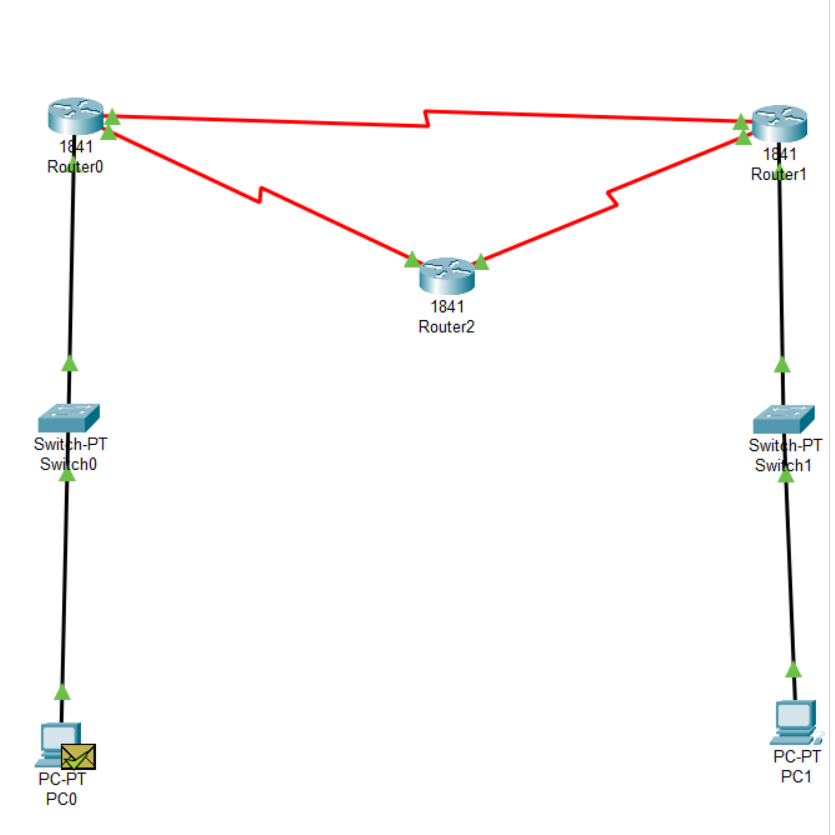 1841
Router0
1841
Router1
1841
Router2
Switch-PT
Switch0
Switch-PT
Switch1
PC-PT
PC0
PC-PT
PC1